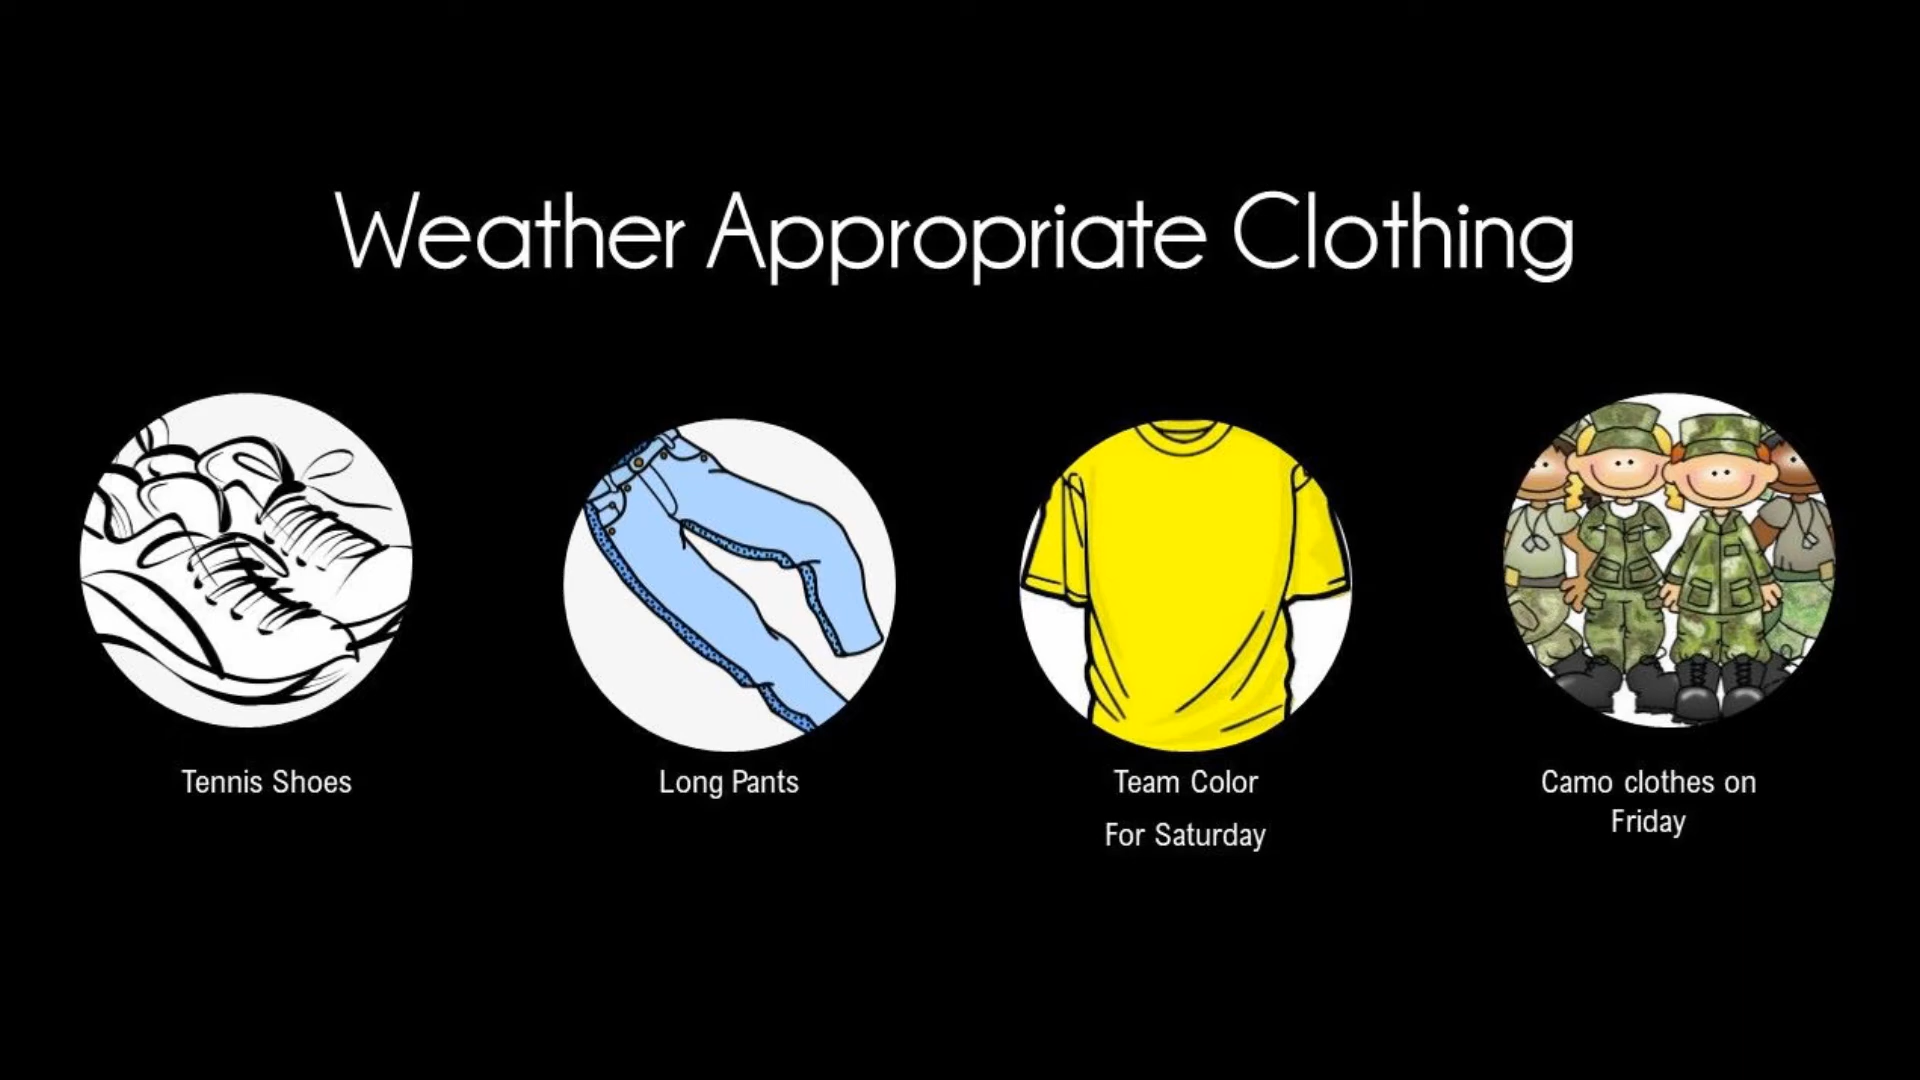 Weather Appropriate Clothing
Tennis Shoes
Long Pants
Team Color
For Saturday
Camo clothes on
Friday